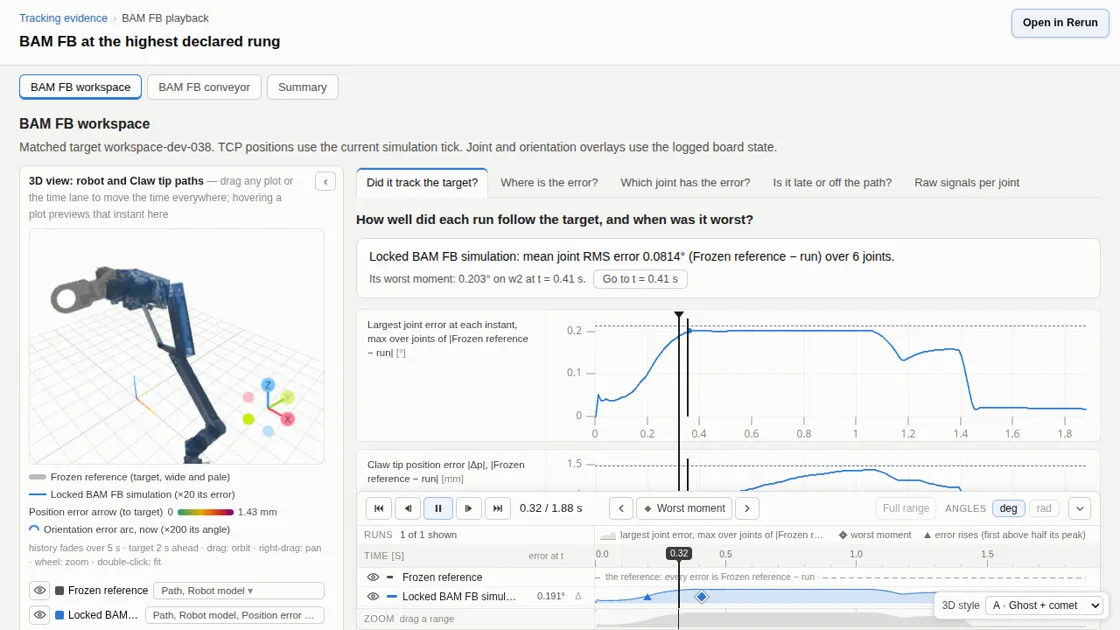 Tracking evidence › BAM FB playback
BAM FB at the highest declared rung
Open in Rerun
BAM FB workspace
BAM FB conveyor
Summary
BAM FB workspace
Matched target workspace-dev-038. TCP positions use the current simulation tick. Joint and orientation overlays use the logged board state.
3D view: robot and Claw tip paths — drag any plot or
the time lane to move the time everywhere; hovering a
plot previews that instant here
‹
Z
Y
X
Frozen reference (target, wide and pale)
Locked BAM FB simulation (×20 its error)
Position error arrow (to target) 0 1.43 mm
Orientation error arc, now (×200 its angle)
history fades over 5 s · target 2 s ahead · drag: orbit · right-drag: pan
· wheel: zoom · double-click: fit
Frozen reference
Path, Robot model ▾
Locked BAM…
Path, Robot model, Position error …
Did it track the target?
Where is the error?
Which joint has the error?
Is it late or off the path?
Raw signals per joint
How well did each run follow the target, and when was it worst?
Locked BAM FB simulation: mean joint RMS error 0.0814° (Frozen reference − run) over 6 joints.
Its worst moment: 0.203° on w2 at t = 0.41 s.
Go to t = 0.41 s
Largest joint error at each instant,
max over joints of |Frozen reference
− run| [°]
0.2
0.1
0
0 0.2 0.4 0.6 0.8 1 1.2 1.4 1.6 1.8
Claw tip position error |Δp|, |Frozen
reference − run| [mm]
1.5
0.32 / 1.88 s
‹
Worst moment
›
Full range
ANGLES
deg
rad
RUNS 1 of 1 shown
largest joint error, max over joints of |Frozen r…
worst moment
error rises (first above half its peak)
TIME [S]
error at t
0.0 0.32 0.5 1.0 1.5
Frozen reference
the reference: every error is Frozen reference − run
Locked BAM FB simul…
0.191°
Δ
ZOOM drag a range
3D style
A · Ghost + comet